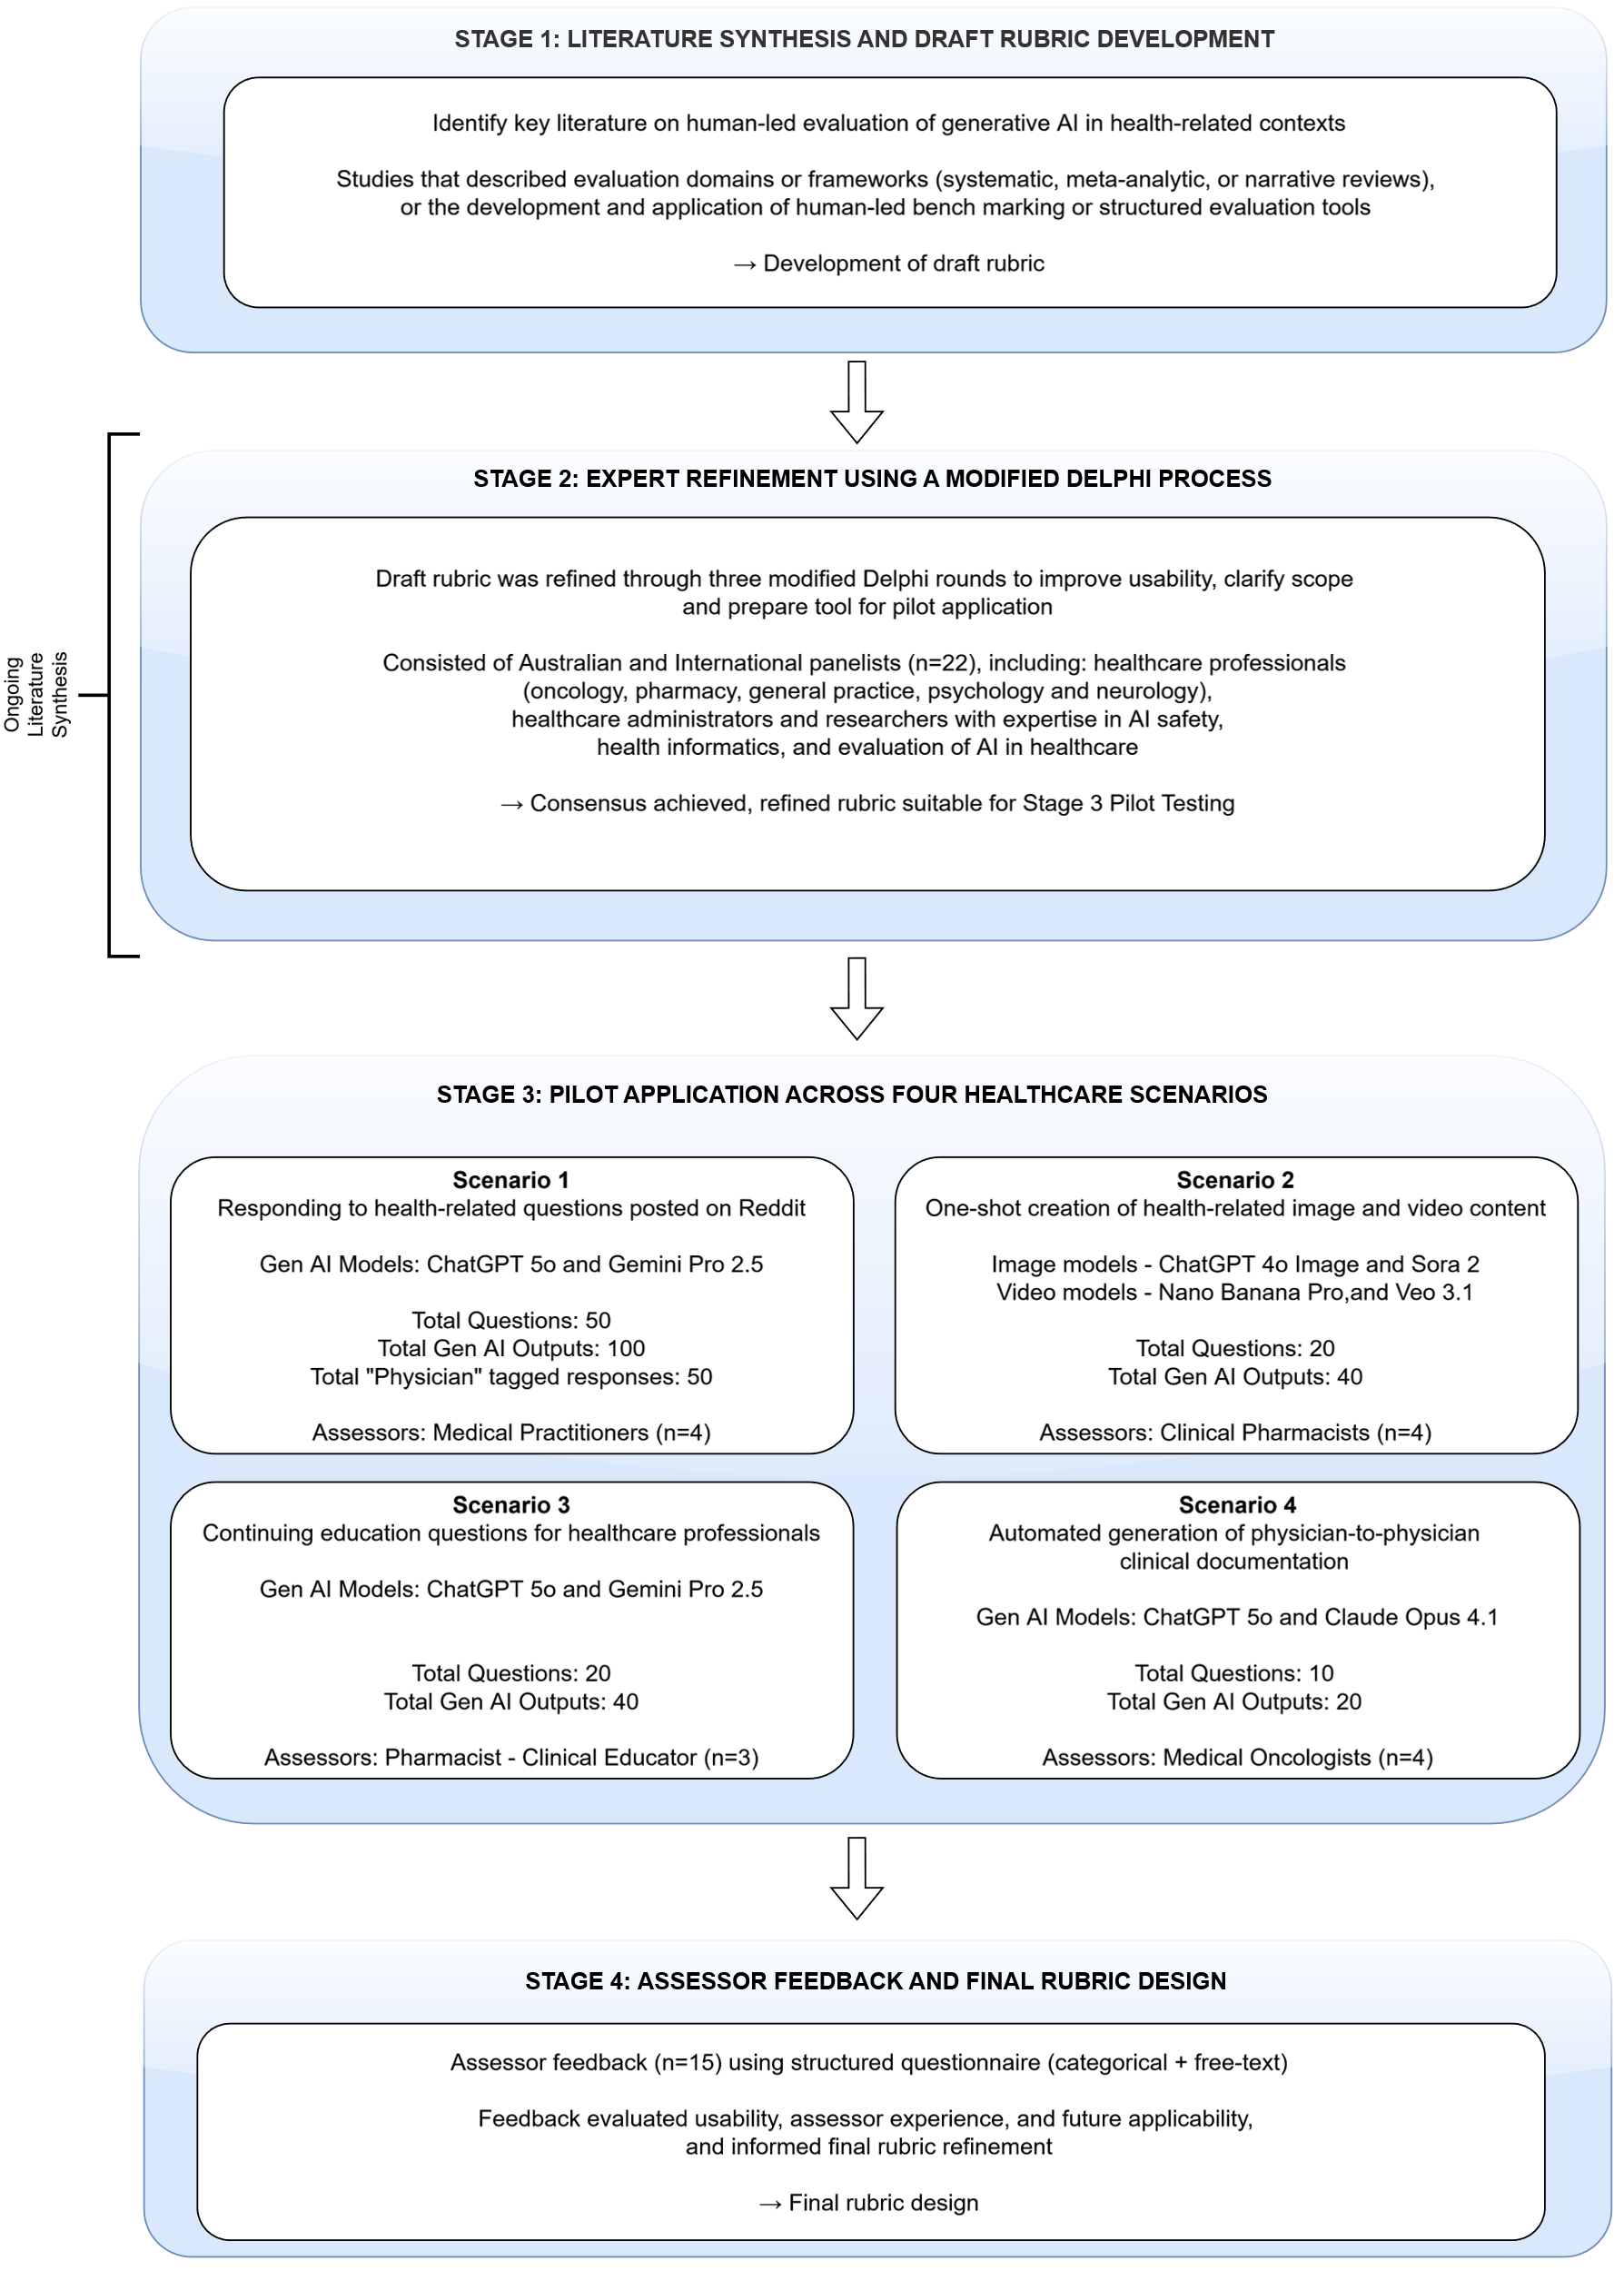 STAGE 1: LITERATURE SYNTHESIS AND DRAFT RUBRIC DEVELOPMENT
Identify key literature on human-led evaluation of generative AI in health-related contexts
Studies that described evaluation domains or frameworks (systematic, meta-analytic, or narrative reviews),
or the development and application of human-led bench marking or structured evaluation tools
→ Development of draft rubric
Ongoing
Literature
Synthesis
STAGE 2: EXPERT REFINEMENT USING A MODIFIED DELPHI PROCESS
Draft rubric was refined through three modified Delphi rounds to improve usability, clarify scope
and prepare tool for pilot application
Consisted of Australian and International panelists (n=22), including: healthcare professionals
(oncology, pharmacy, general practice, psychology and neurology),
healthcare administrators and researchers with expertise in AI safety,
health informatics, and evaluation of AI in healthcare
→ Consensus achieved, refined rubric suitable for Stage 3 Pilot Testing
STAGE 3: PILOT APPLICATION ACROSS FOUR HEALTHCARE SCENARIOS
Scenario 1
Responding to health-related questions posted on Reddit
Gen AI Models: ChatGPT 5o and Gemini Pro 2.5
Total Questions: 50
Total Gen AI Outputs: 100
Total "Physician" tagged responses: 50
Assessors: Medical Practitioners (n=4)
Scenario 2
One-shot creation of health-related image and video content
Image models - ChatGPT 4o Image and Sora 2
Video models - Nano Banana Pro,and Veo 3.1
Total Questions: 20
Total Gen AI Outputs: 40
Assessors: Clinical Pharmacists (n=4)
Scenario 3
Continuing education questions for healthcare professionals
Gen AI Models: ChatGPT 5o and Gemini Pro 2.5
Total Questions: 20
Total Gen AI Outputs: 40
Assessors: Pharmacist - Clinical Educator (n=3)
Scenario 4
Automated generation of physician-to-physician
clinical documentation
Gen AI Models: ChatGPT 5o and Claude Opus 4.1
Total Questions: 10
Total Gen AI Outputs: 20
Assessors: Medical Oncologists (n=4)
STAGE 4: ASSESSOR FEEDBACK AND FINAL RUBRIC DESIGN
Assessor feedback (n=15) using structured questionnaire (categorical + free-text)
Feedback evaluated usability, assessor experience, and future applicability,
and informed final rubric refinement
→ Final rubric design